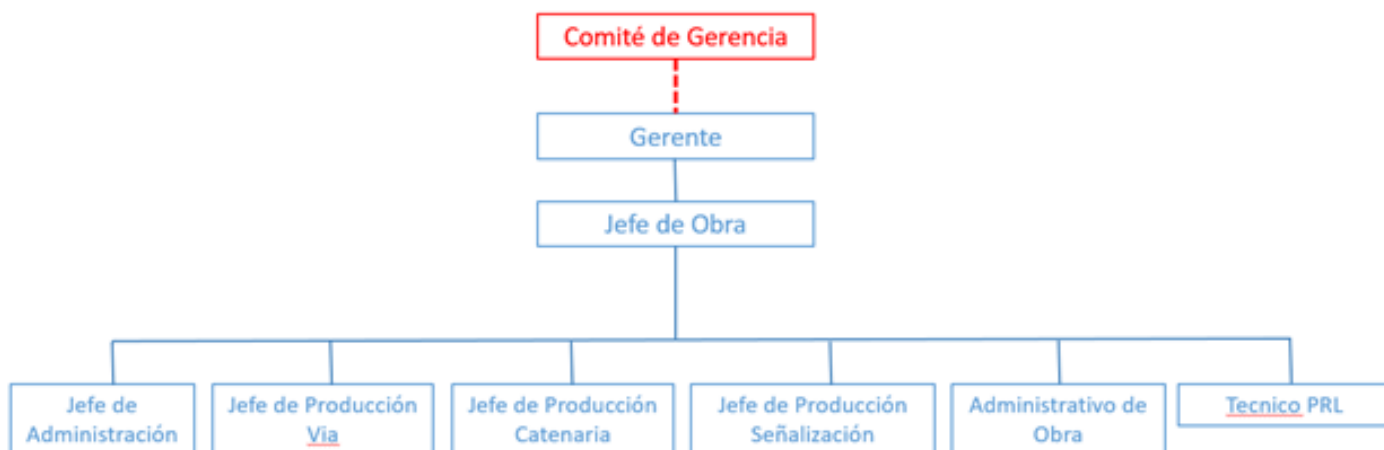 Comité de Gerencia
Gerente
Jefe de Obra
Jefe de
Administración
Jefe de Producción
Via
Jefe de Producción
Catenaria
Jefe de Producción
Señalización
Administrativo de
Obra
Tecnico PRL